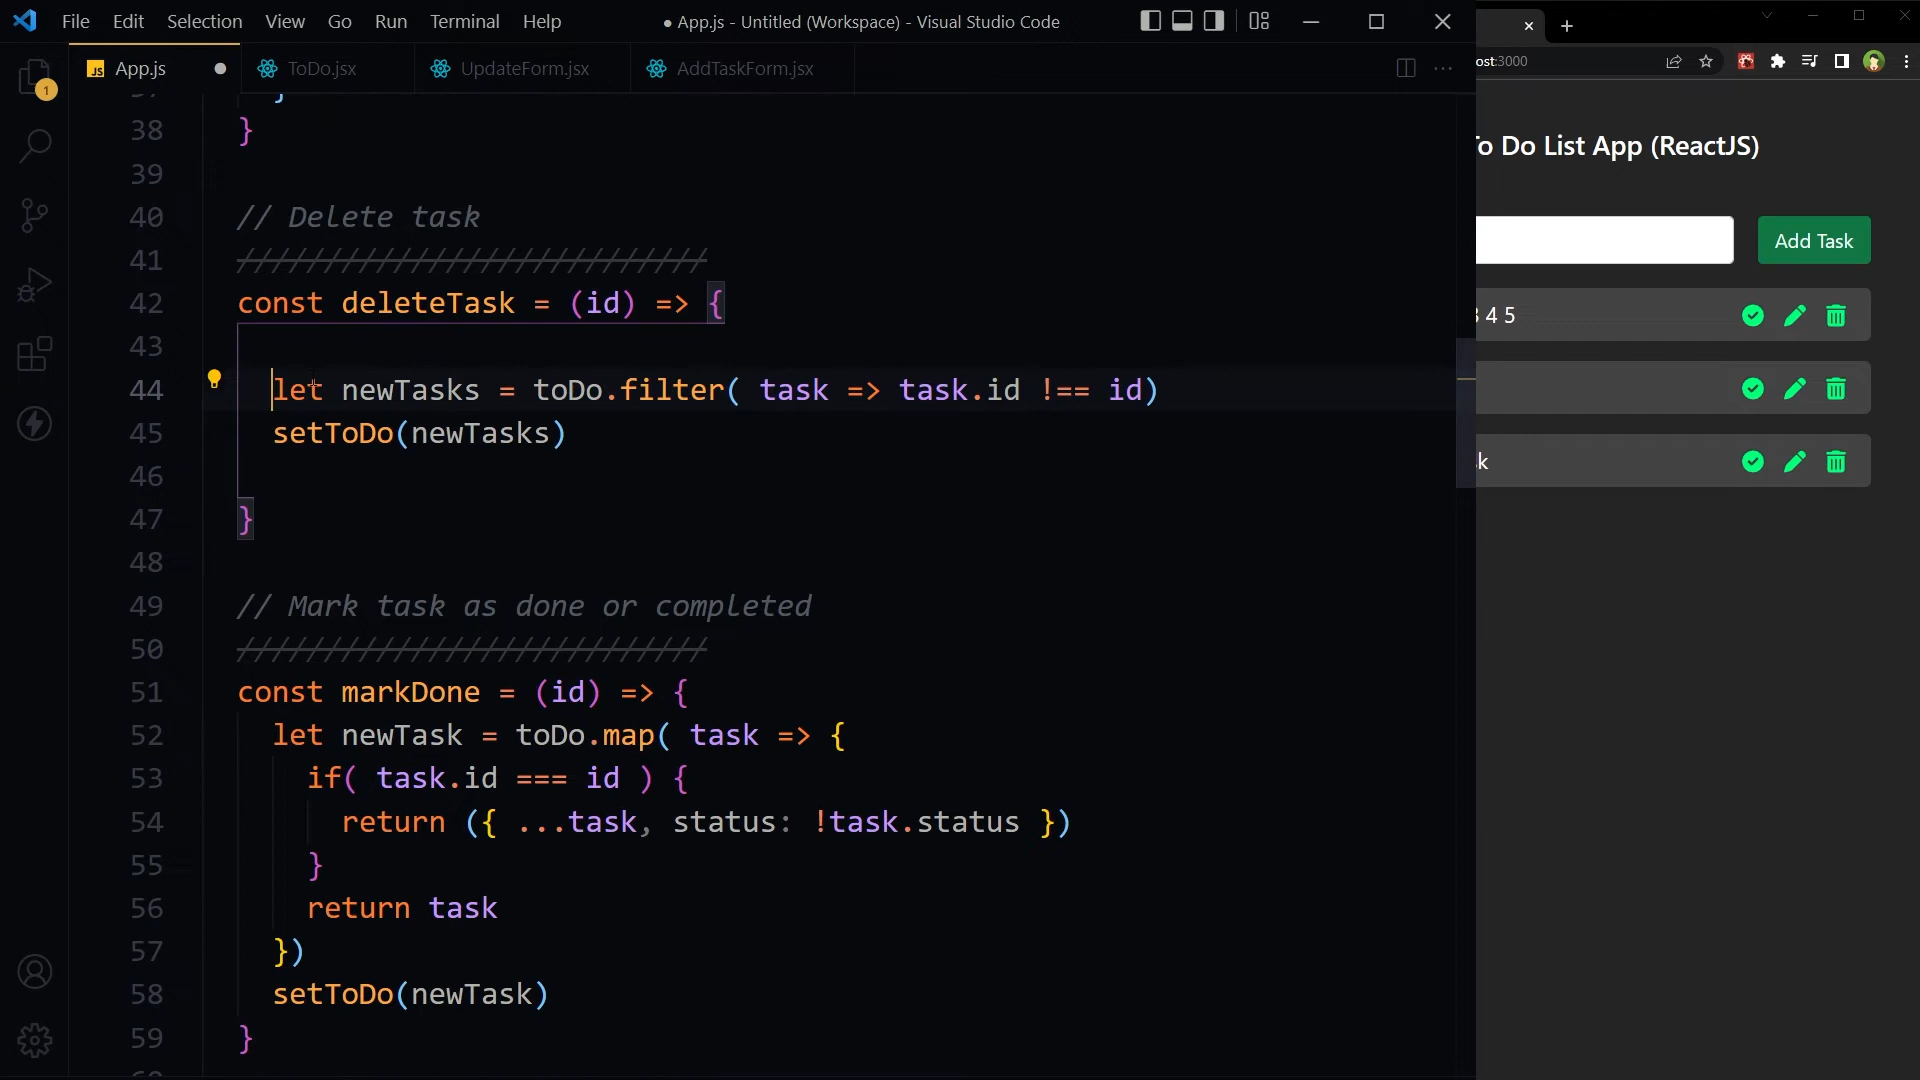 File Edit Selection View Go Run Terminal Help
● App.js - Untitled (Workspace) - Visual Studio Code
JS App.js
ToDo.jsx
UpdateForm.jsx
AddTaskForm.jsx
1
38 }
39
40 // Delete task
41 ///////////////////////////
42 const deleteTask = (id) => {
43
44 let newTasks = toDo.filter( task => task.id !== id)
45 setToDo(newTasks)
46
47 }
48
49 // Mark task as done or completed
50 ///////////////////////////
51 const markDone = (id) => {
52 let newTask = toDo.map( task => {
53 if( task.id === id ) {
54 return ({ ...task, status: !task.status })
55 }
56 return task
57 })
58 setToDo(newTask)
59 }
ost:3000
To Do List App (ReactJS)
Add Task
3 4 5
k